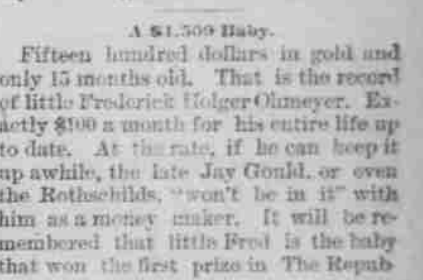 A $1,500 Baby.
Fifteen hundred dollars in gold and
only 15 months old. That is the record
of little Frederick Holger Ohmeyer. Ex-
actly $100 a month for his entire life up
to date. At the rate, if he can keep it
up awhile, the late Jay Gould, or even
the Rothschilds, "won't be in it" with
him as a money maker. It will be re-
membered that little Fred is the baby
that won the first prize in The Repub-